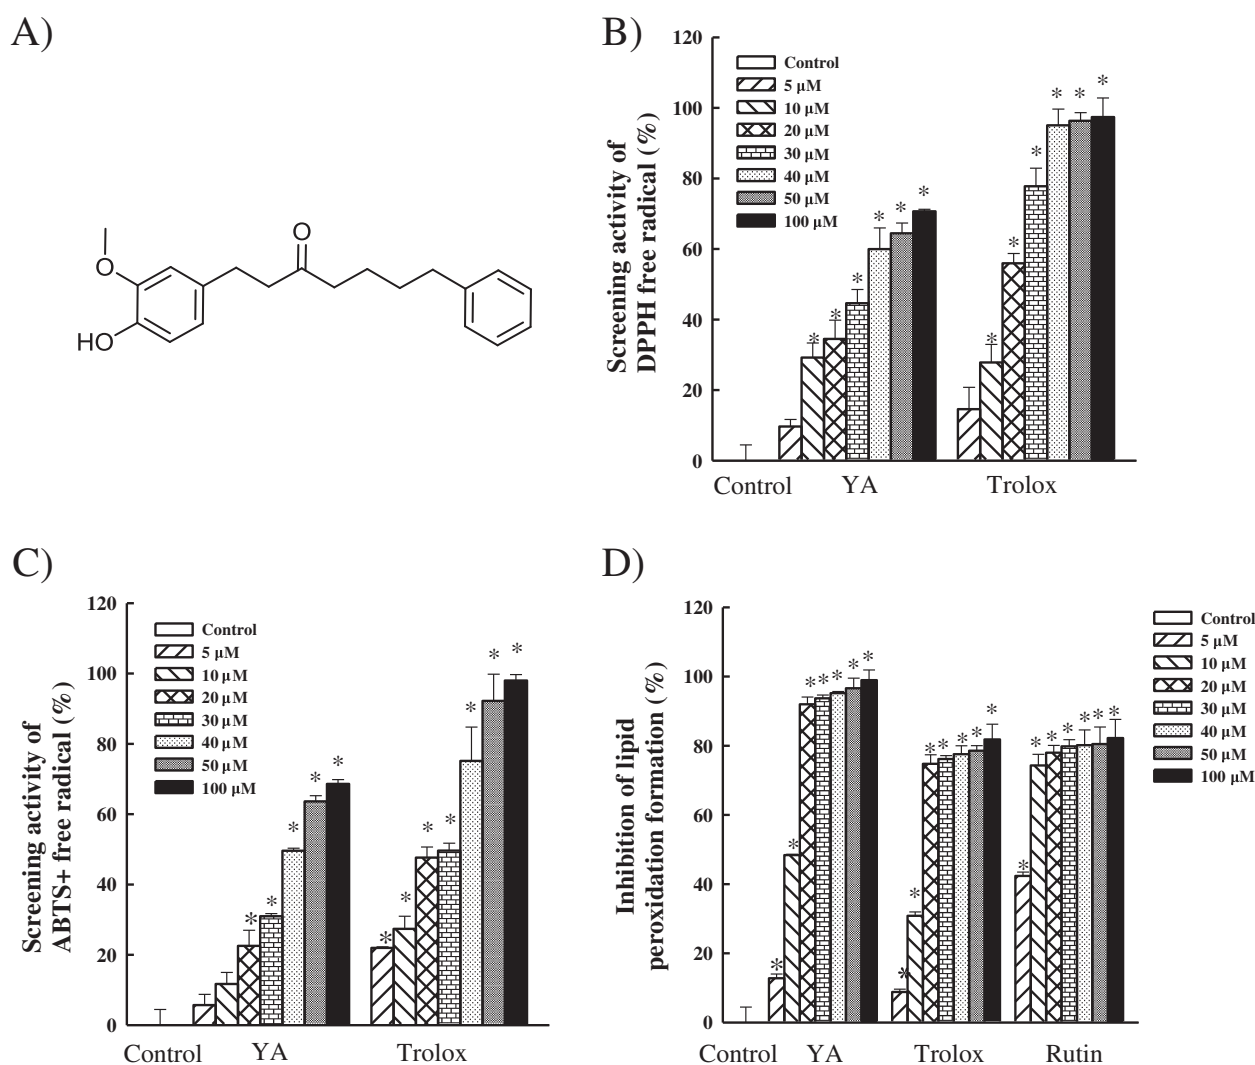 A)
O
O
HO
B)
Screening activity of
DPPH free radical (%)
120
100
80
60
40
20
0
Control
5 μM
10 μM
20 μM
30 μM
40 μM
50 μM
100 μM
* * * * * *
* * * * * * *
Control YA Trolox
C)
Screening activity of
ABTS+ free radical (%)
120
100
80
60
40
20
0
Control
5 μM
10 μM
20 μM
30 μM
40 μM
50 μM
100 μM
* * * * *
* * * * * * *
Control YA Trolox
D)
Inhibition of lipid
peroxidation formation (%)
120
100
80
60
40
20
0
Control
5 μM
10 μM
20 μM
30 μM
40 μM
50 μM
100 μM
* * * * * * *
* * * * * * *
* * * * * * *
Control YA Trolox Rutin